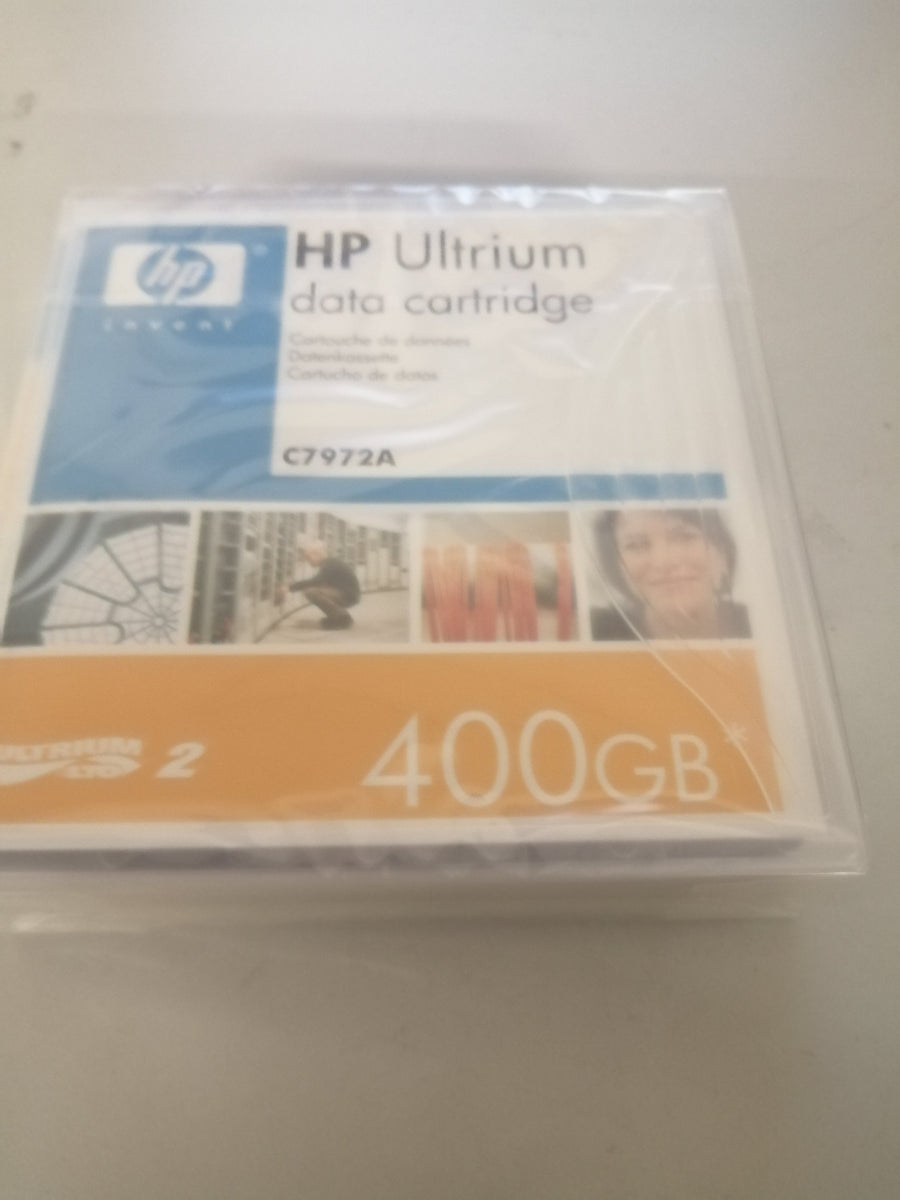 hp
invent
HP Ultrium
data cartridge
Cartouche de données
Datenkassette
Cartucho de datos
C7972A
ULTRIUM
LTO
2
400GB*